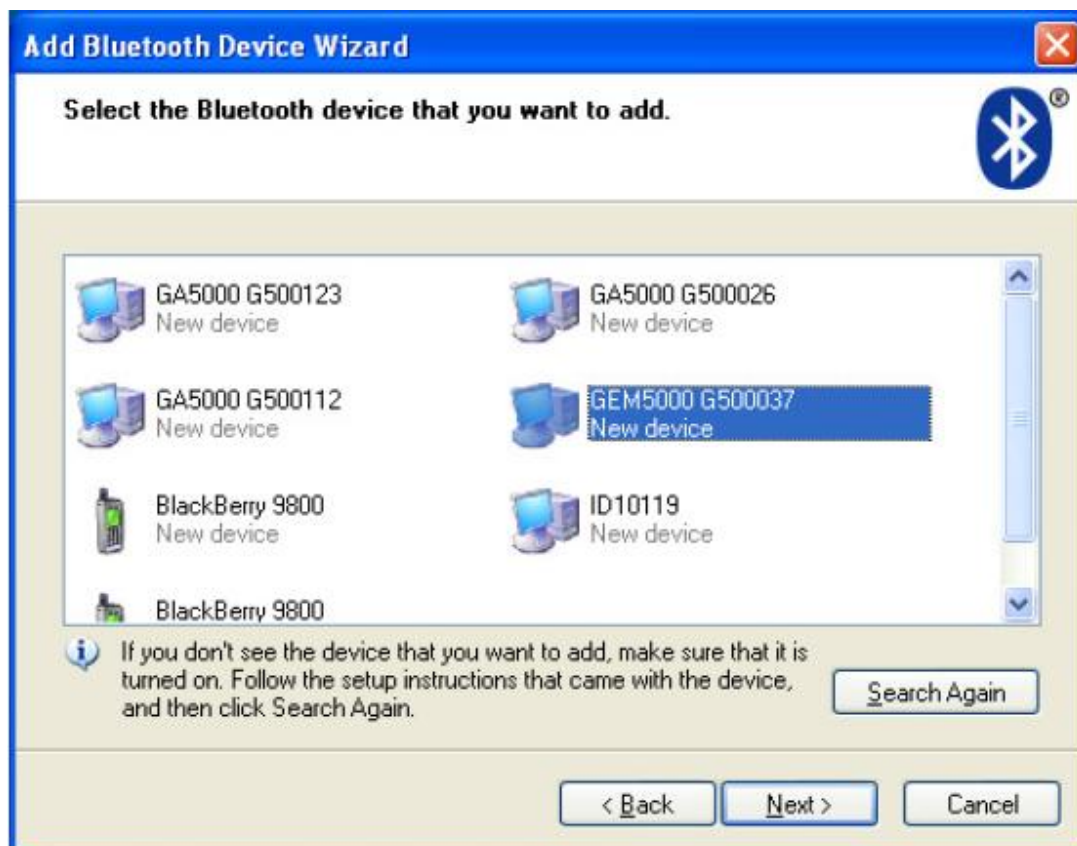 Add Bluetooth Device Wizard
Select the Bluetooth device that you want to add.
®
GA5000 G500123
New device
GA5000 G500026
New device
GA5000 G500112
New device
GEM5000 G500037
New device
BlackBerry 9800
New device
ID10119
New device
BlackBerry 9800
If you don't see the device that you want to add, make sure that it is
turned on. Follow the setup instructions that came with the device,
and then click Search Again.
Search Again
< Back
Next >
Cancel